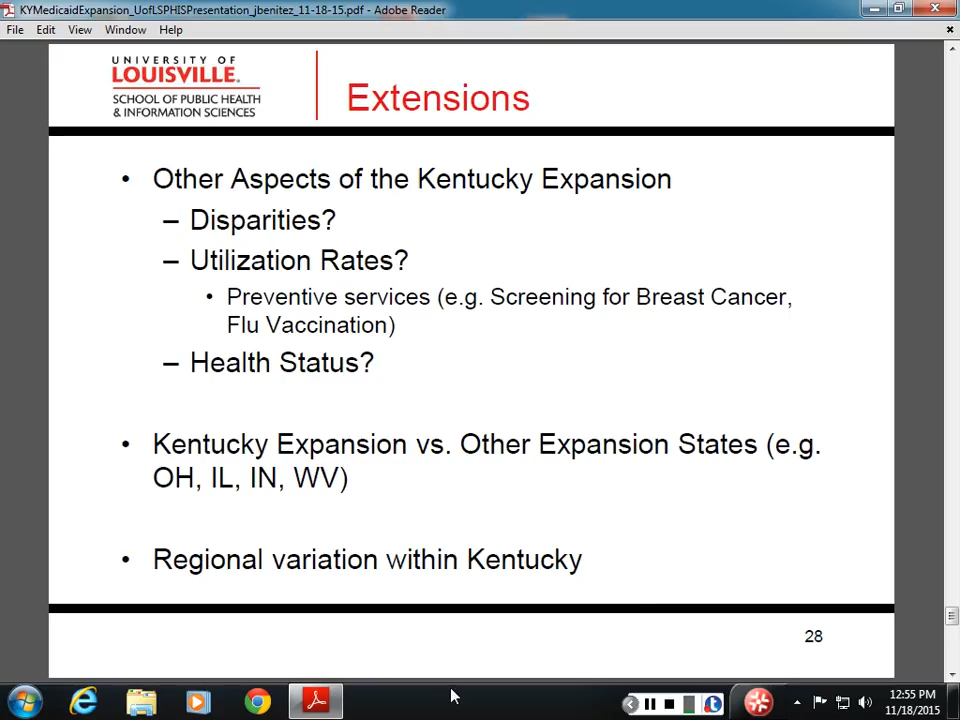 KYMedicaidExpansion_UofLSPHISPresentation_jbenitez_11-18-15.pdf - Adobe Reader
File Edit View Window Help
UNIVERSITY OF
LOUISVILLE.
SCHOOL OF PUBLIC HEALTH
& INFORMATION SCIENCES
Extensions
• Other Aspects of the Kentucky Expansion
– Disparities?
– Utilization Rates?
• Preventive services (e.g. Screening for Breast Cancer,
Flu Vaccination)
– Health Status?
• Kentucky Expansion vs. Other Expansion States (e.g.
OH, IL, IN, WV)
• Regional variation within Kentucky
28
12:55 PM
11/18/2015